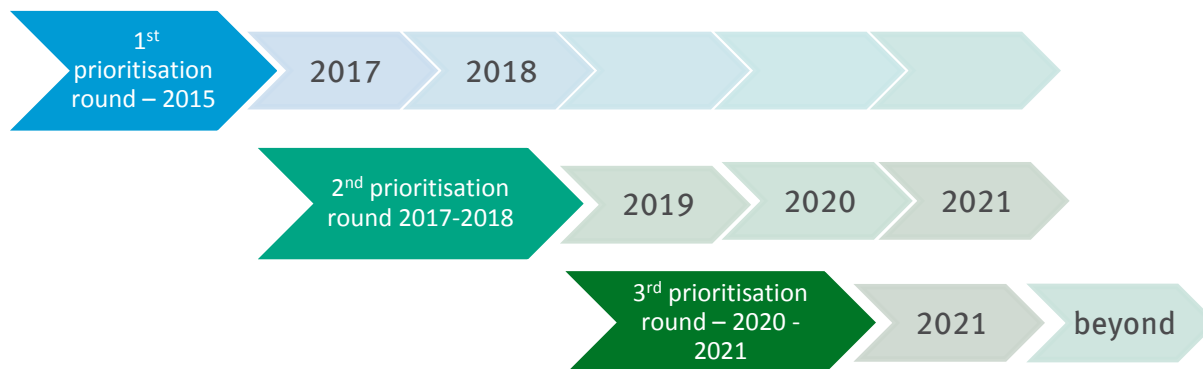 1st
prioritisation
round – 2015
2017
2018
2nd prioritisation
round 2017-2018
2019
2020
2021
3rd prioritisation
round – 2020 -
2021
2021
beyond